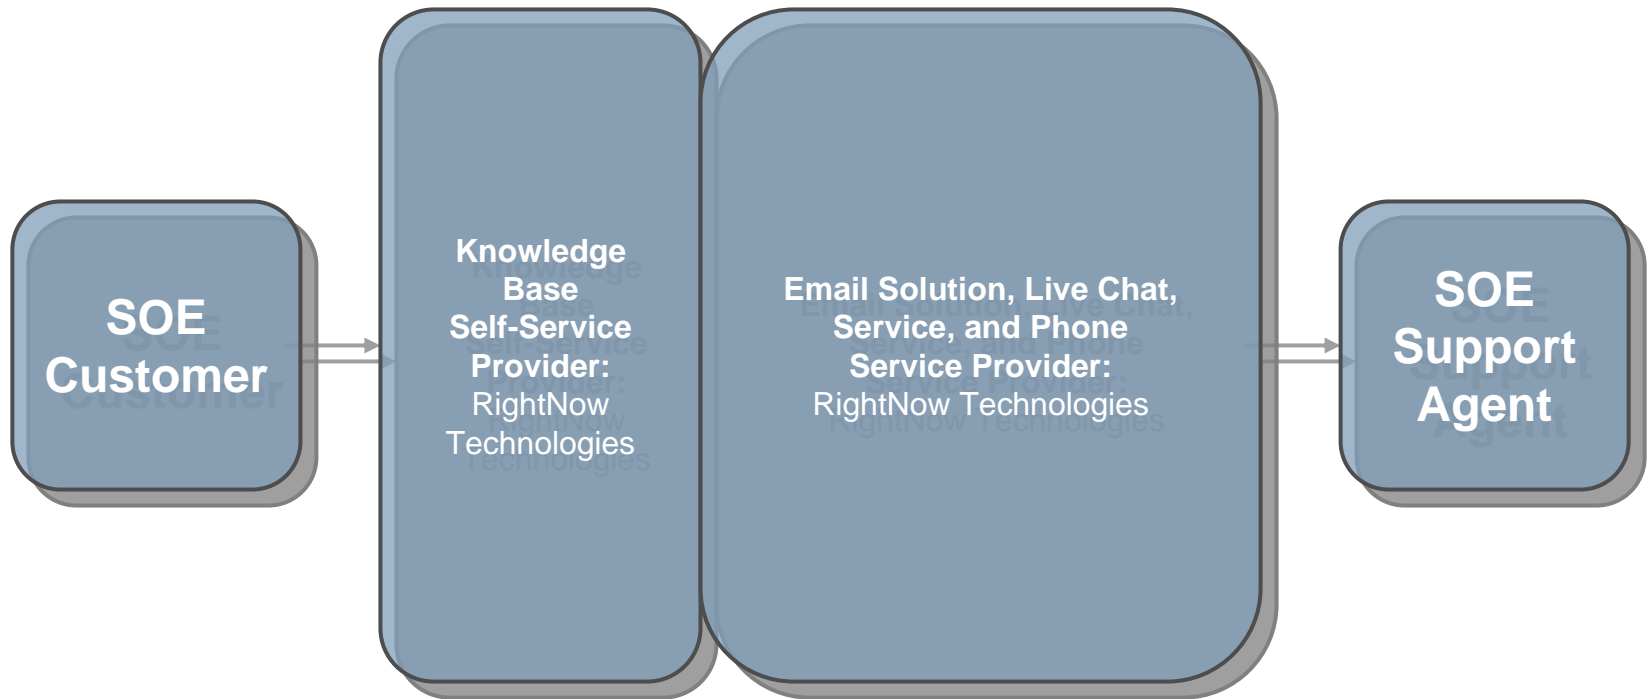 SOE
Customer
Knowledge
Base
Self-Service
Provider:
RightNow
Technologies
Email Solution, Live Chat,
Service, and Phone
Service Provider:
RightNow Technologies
SOE
Support
Agent